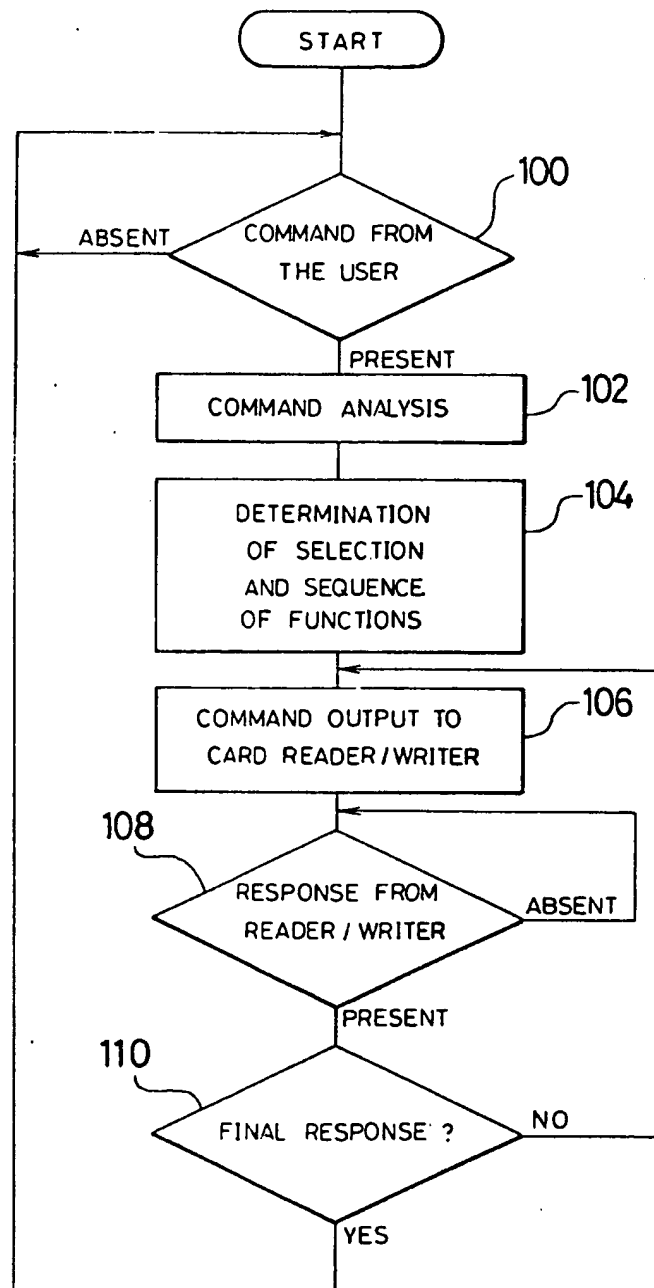 START
100
ABSENT
COMMAND FROM
THE USER
PRESENT
COMMAND ANALYSIS
102
DETERMINATION
OF SELECTION
AND SEQUENCE
OF FUNCTIONS
104
COMMAND OUTPUT TO
CARD READER/WRITER
106
108
RESPONSE FROM
READER / WRITER
ABSENT
PRESENT
110
FINAL RESPONSE ?
NO
YES